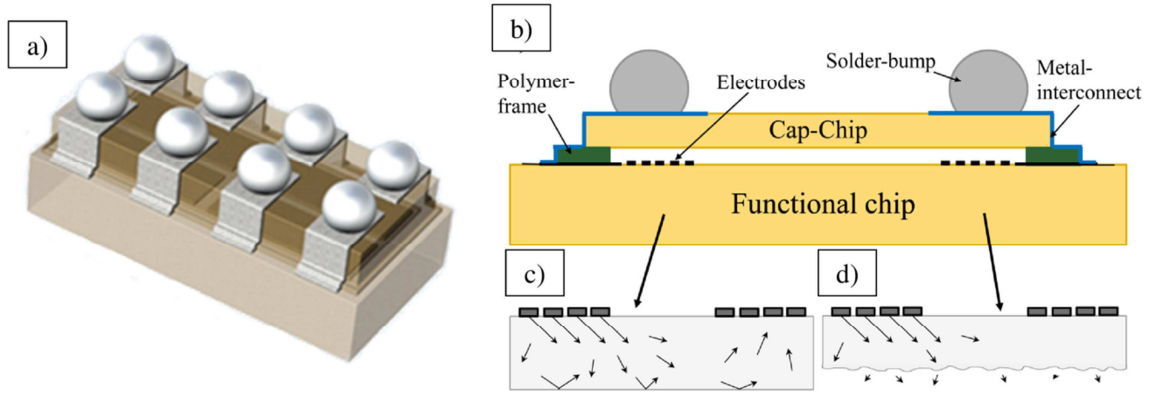 a)
b)
Polymer-
frame
Electrodes
Solder-bump
Metal-
interconnect
Cap-Chip
Functional chip
c)
d)